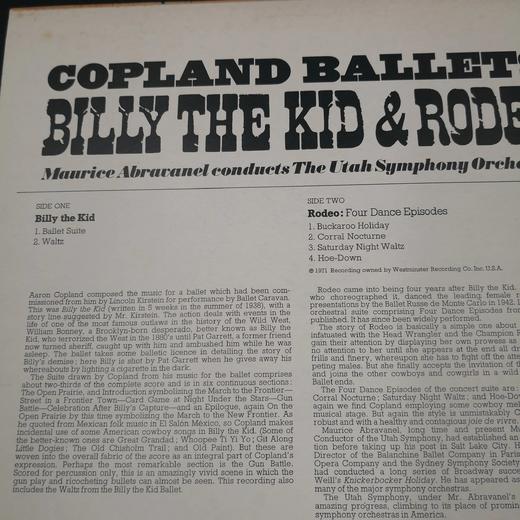 COPLAND BALLETS
BILLY THE KID & RODE
Maurice Abravanel conducts The Utah Symphony Orche
SIDE ONE
Billy the Kid
1. Ballet Suite
2. Waltz
SIDE TWO
Rodeo: Four Dance Episodes
1. Buckaroo Holiday
2. Corral Nocturne
3. Saturday Night Waltz
4. Hoe-Down
℗ 1971 Recording owned by Westminster Recording Co. Inc. U.S.A.
Aaron Copland composed the music for a ballet which had been com-
missioned from him by Lincoln Kirstein for performance by Ballet Caravan.
This was Billy the Kid (written in 5 weeks in the summer of 1938), with a
story line suggested by Mr. Kirstein. The action deals with events in the
life of one of the most famous outlaws in the history of the Wild West,
William Bonney, a Brooklyn-born desperado, better known as Billy the
Kid, who terrorized the West in the 1880's until Pat Garrett, a former friend
now turned sheriff, caught up with him and ambushed him while he was
asleep. The ballet takes some balletic licence in detailing the story of
Billy's demise; here Billy is shot by Pat Garrett when he gives away his
whereabouts by lighting a cigarette in the dark.
The Suite drawn by Copland from his music for the ballet comprises
about two-thirds of the complete score and is in six continuous sections:
The Open Prairie, and Introduction symbolizing the March to the Frontier—
Street in a Frontier Town—Card Game at Night Under the Stars—Gun
Battle—Celebration After Billy's Capture—and an Epilogue, again On the
Open Prairie by this time symbolizing the March to the New Frontier. As
he quoted from Mexican folk music in El Salón México, so Copland makes
incidental use of some American cowboy songs in Billy the Kid. (Some of
the better-known ones are Great Grandad; Whoopee Ti Yi Yo; Git Along
Little Dogies; The Old Chisholm Trail; and Old Paint). But these are
woven into the overall fabric of the score as an integral part of Copland's
expression. Perhaps the most remarkable section is the Gun Battle.
Scored for percussion only, this is an amazingly vivid scene in which the
gun play and ricocheting bullets can almost be seen. This recording also
includes the Waltz from the Billy the Kid Ballet.
Rodeo came into being four years after Billy the Kid.
who choreographed it, danced the leading female
presentations by the Ballet Russe de Monte Carlo in 1942.
orchestral suite comprising Four Dance Episodes from
published. It has since been widely performed.
The story of Rodeo is basically a simple one about
infatuated with the Head Wrangler and the Champion
gain their attention by displaying her own prowess as
no attention to her until she appears at the end all dr
frills and finery, whereupon she has to fight off the atte
peting males. But she finally accepts the invitation of t
and joins the other cowboys and cowgirls in a wild
Ballet ends.
The Four Dance Episodes of the concert suite are:
Corral Nocturne; Saturday Night Waltz; and Hoe-Dow
again we find Copland employing some cowboy mel
musical stage. But again the style is unmistakably C
robust and with a healthy and contagious joie de vivre.
Maurice Abravanel, long time and present Mus
Conductor of the Utah Symphony, had established an
tion before taking up his post in Salt Lake City. H
Director of the Balanchine Ballet Company in Paris
Opera Company and the Sydney Symphony Society
had conducted a long series of Broadway succes
Weill's Knickerbocker Holiday. He has appeared as
many of the major symphony orchestras.
The Utah Symphony, under Maurice Abravanel, h
amazing progress, climbing to its place of promin
symphony orchestras in America.